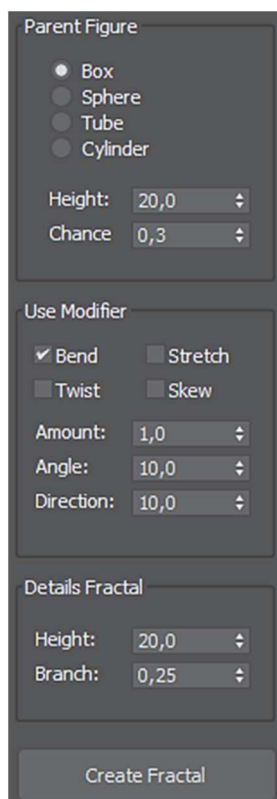 Parent Figure
Box
Sphere
Tube
Cylinder
Height: 20,0
Chance 0,3
Use Modifier
Bend Stretch
Twist Skew
Amount: 1,0
Angle: 10,0
Direction: 10,0
Details Fractal
Height: 20,0
Branch: 0,25
Create Fractal